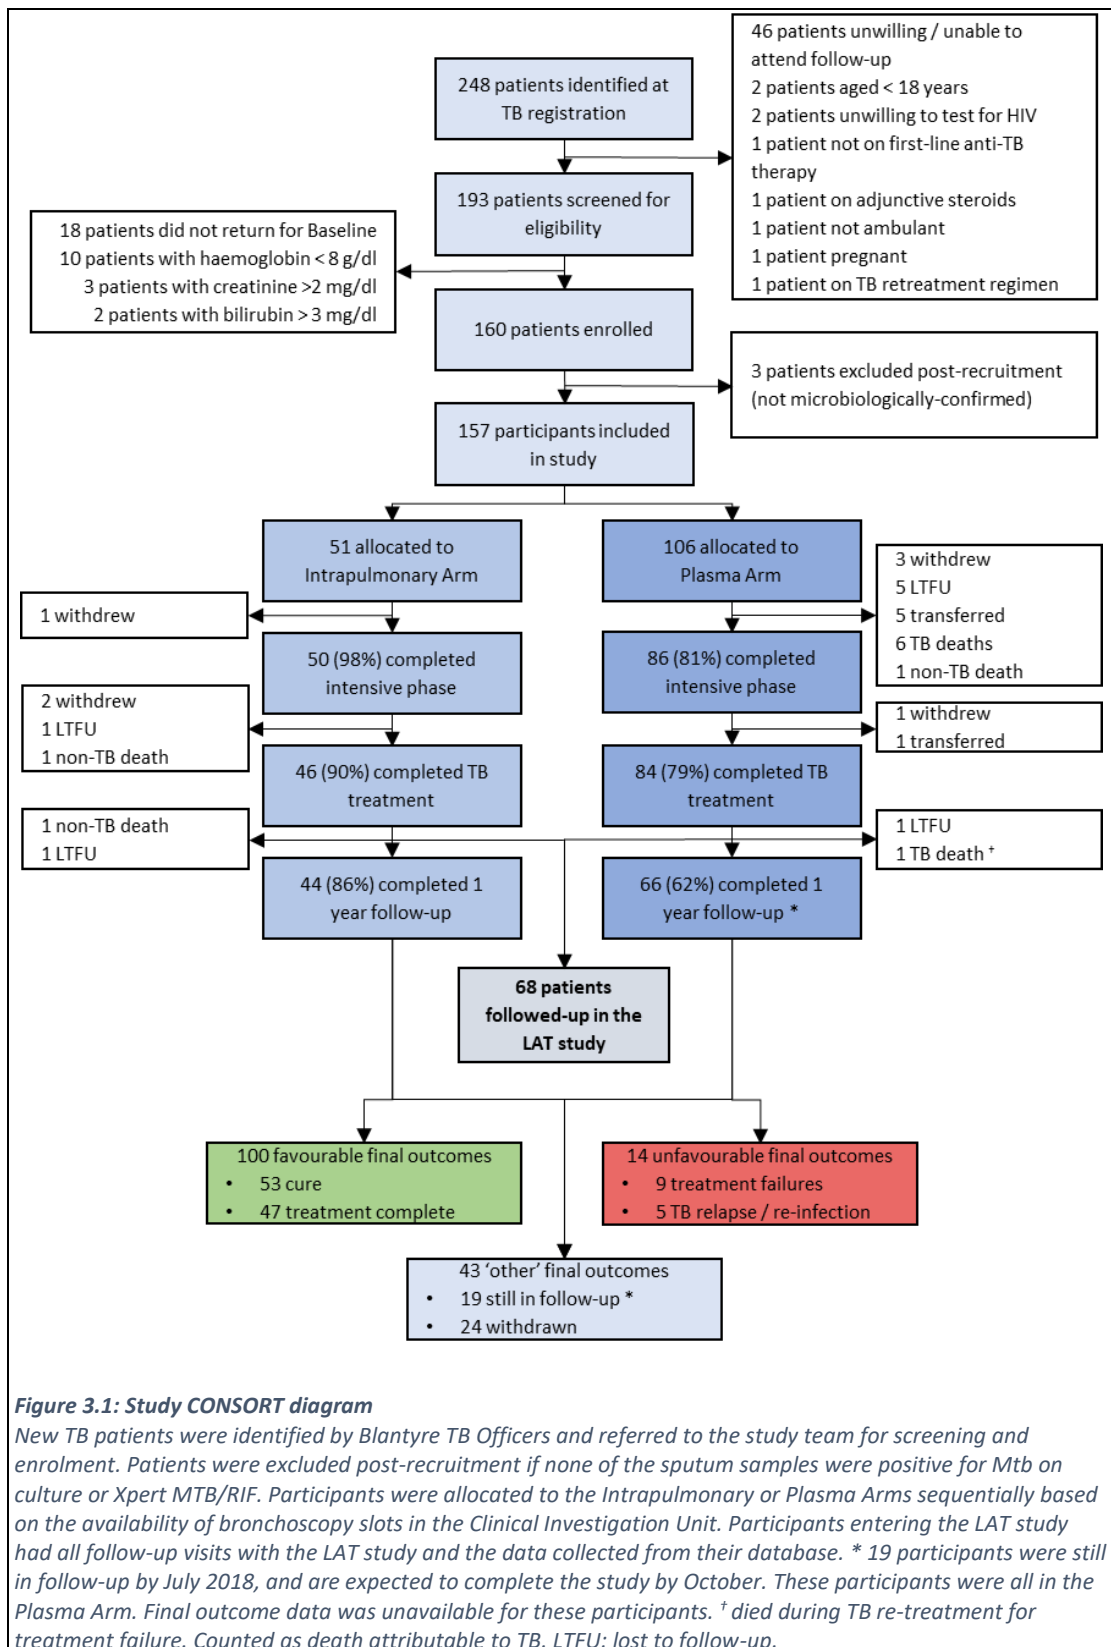 248 patients identified at
TB registration
46 patients unwilling / unable to
attend follow-up
2 patients aged < 18 years
2 patients unwilling to test for HIV
1 patient not on first-line anti-TB
therapy
1 patient on adjunctive steroids
1 patient not ambulant
1 patient pregnant
1 patient on TB retreatment regimen
193 patients screened for
eligibility
18 patients did not return for Baseline
10 patients with haemoglobin < 8 g/dl
3 patients with creatinine >2 mg/dl
2 patients with bilirubin > 3 mg/dl
160 patients enrolled
3 patients excluded post-recruitment
(not microbiologically-confirmed)
157 participants included
in study
51 allocated to
Intrapulmonary Arm
106 allocated to
Plasma Arm
1 withdrew
3 withdrew
5 LTFU
5 transferred
6 TB deaths
1 non-TB death
50 (98%) completed
intensive phase
86 (81%) completed
intensive phase
2 withdrew
1 LTFU
1 non-TB death
1 withdrew
1 transferred
46 (90%) completed TB
treatment
84 (79%) completed TB
treatment
1 non-TB death
1 LTFU
1 LTFU
1 TB death †
44 (86%) completed 1
year follow-up
66 (62%) completed 1
year follow-up *
68 patients
followed-up in the
LAT study
100 favourable final outcomes
• 53 cure
• 47 treatment complete
14 unfavourable final outcomes
• 9 treatment failures
• 5 TB relapse / re-infection
43 'other' final outcomes
• 19 still in follow-up *
• 24 withdrawn
Figure 3.1: Study CONSORT diagram
New TB patients were identified by Blantyre TB Officers and referred to the study team for screening and
enrolment. Patients were excluded post-recruitment if none of the sputum samples were positive for Mtb on
culture or Xpert MTB/RIF. Participants were allocated to the Intrapulmonary or Plasma Arms sequentially based
on the availability of bronchoscopy slots in the Clinical Investigation Unit. Participants entering the LAT study
had all follow-up visits with the LAT study and the data collected from their database. * 19 participants were still
in follow-up by July 2018, and are expected to complete the study by October. These participants were all in the
Plasma Arm. Final outcome data was unavailable for these participants. † died during TB re-treatment for
treatment failure. Counted as death attributable to TB. LTFU: lost to follow-up.